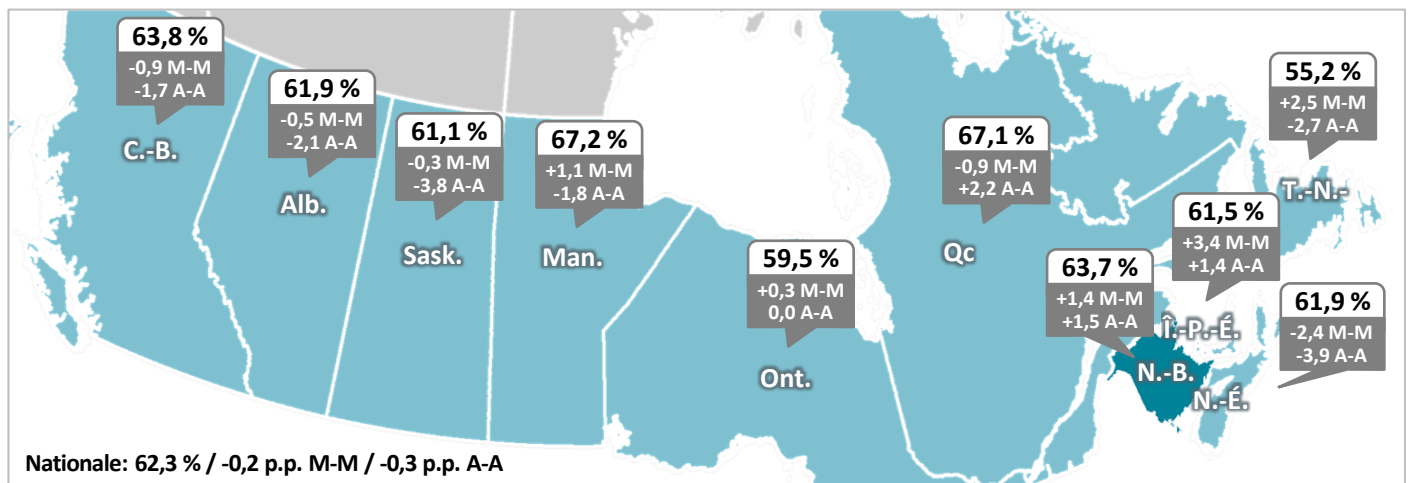 63,8 %
-0,9 M-M
-1,7 A-A
C.-B.
61,9 %
-0,5 M-M
-2,1 A-A
Alb.
61,1 %
-0,3 M-M
-3,8 A-A
Sask.
67,2 %
+1,1 M-M
-1,8 A-A
Man.
59,5 %
+0,3 M-M
0,0 A-A
Ont.
67,1 %
-0,9 M-M
+2,2 A-A
Qc
55,2 %
+2,5 M-M
-2,7 A-A
T.-N.-
61,5 %
+3,4 M-M
+1,4 A-A
Î.-P.-É.
63,7 %
+1,4 M-M
+1,5 A-A
N.-B.
61,9 %
-2,4 M-M
-3,9 A-A
N.-É.
Nationale: 62,3 % / -0,2 p.p. M-M / -0,3 p.p. A-A